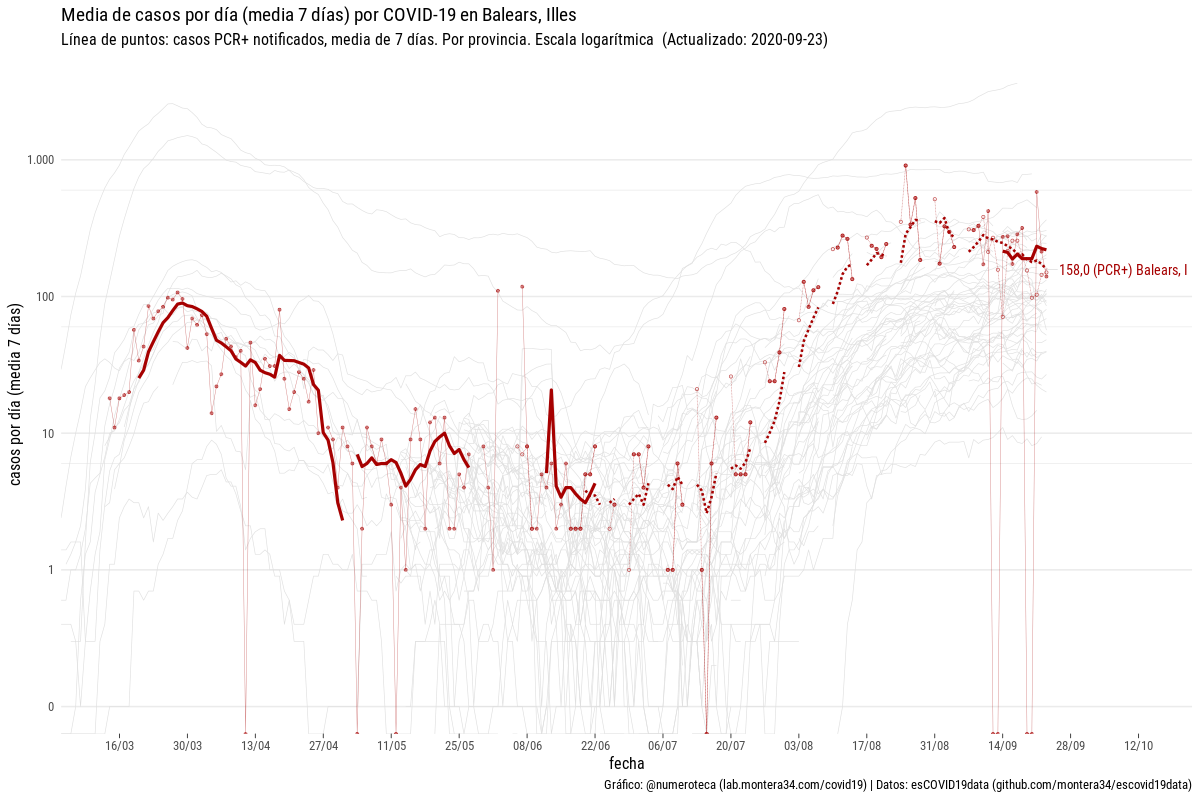 Media de casos por día (media 7 días) por COVID-19 en Balears, Illes
Línea de puntos: casos PCR+ notificados, media de 7 días. Por provincia. Escala logarítmica (Actualizado: 2020-09-23)
casos por día (media 7 días)
1.000
100
10
1
0
158,0 (PCR+) Balears, I
16/03 30/03 13/04 27/04 11/05 25/05 08/06 22/06 06/07 20/07 03/08 17/08 31/08 14/09 28/09 12/10
fecha
Gráfico: @numeroteca (lab.montera34.com/covid19) | Datos: esCOVID19data (github.com/montera34/escovid19data)